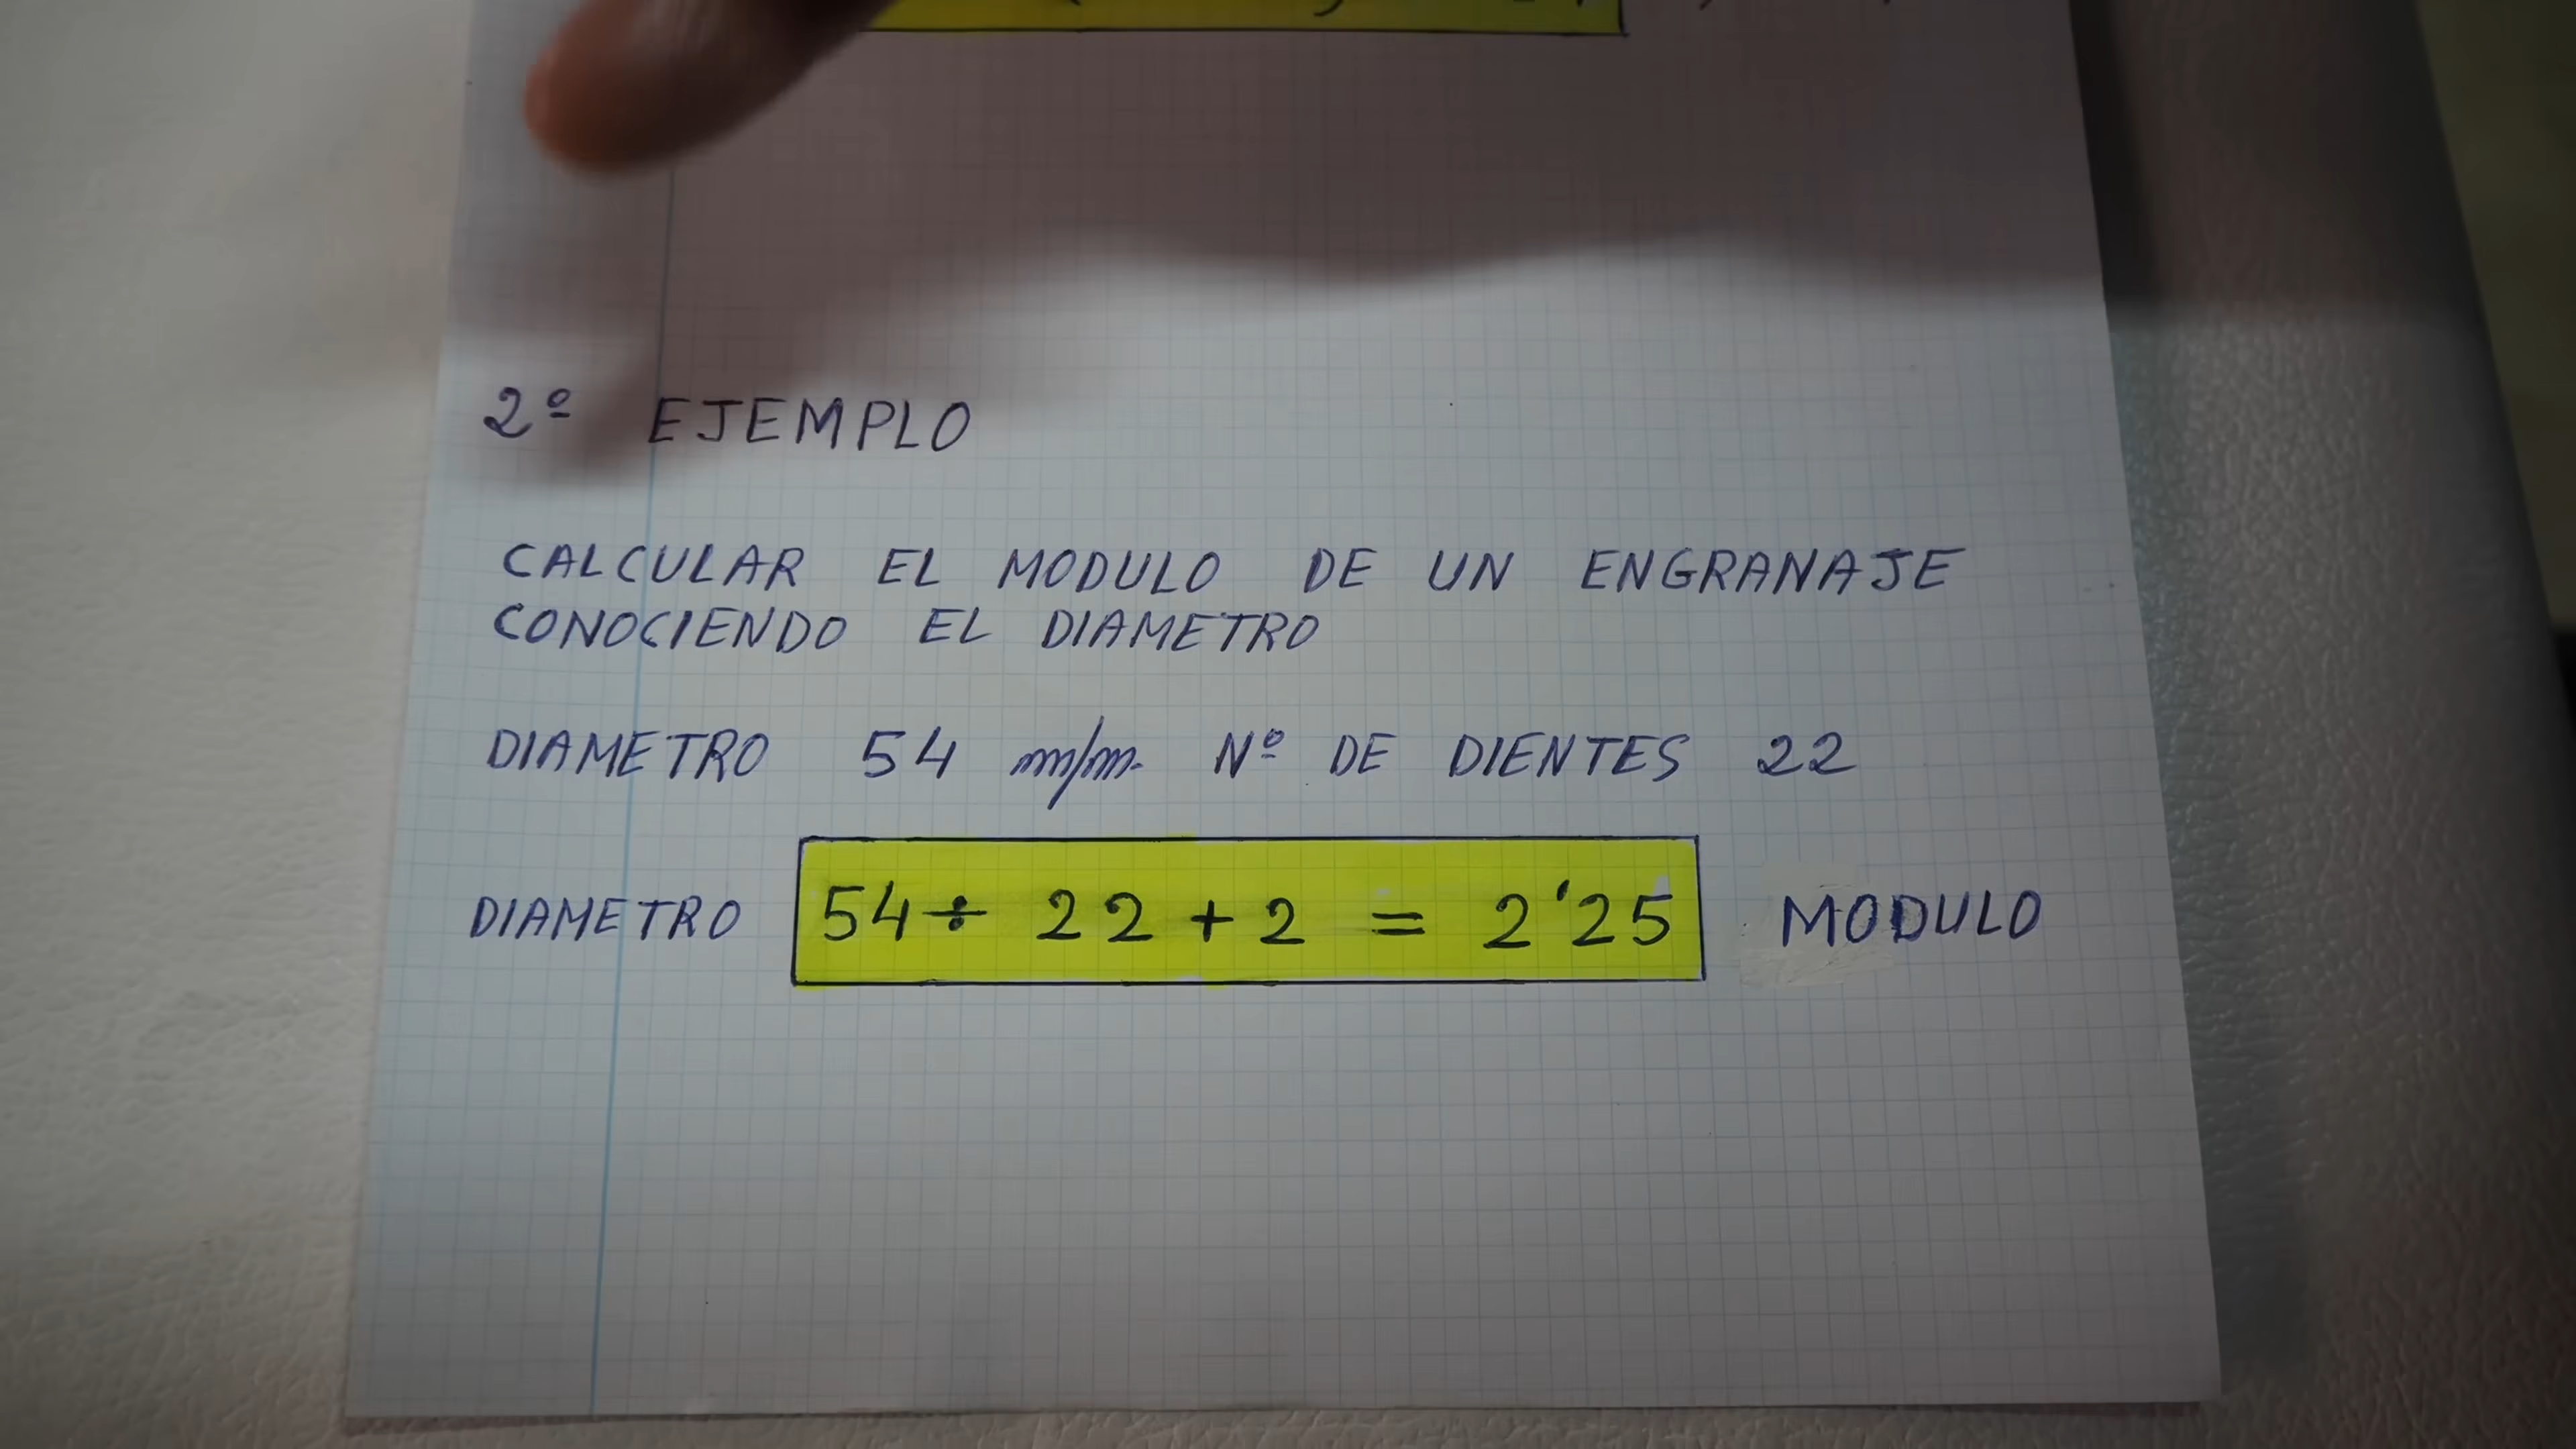 2º EJEMPLO
CALCULAR EL MODULO DE UN ENGRANAJE
CONOCIENDO EL DIAMETRO
DIAMETRO 54 m/m. Nº DE DIENTES 22
DIAMETRO 54 ÷ 22 + 2 = 2'25 MODULO